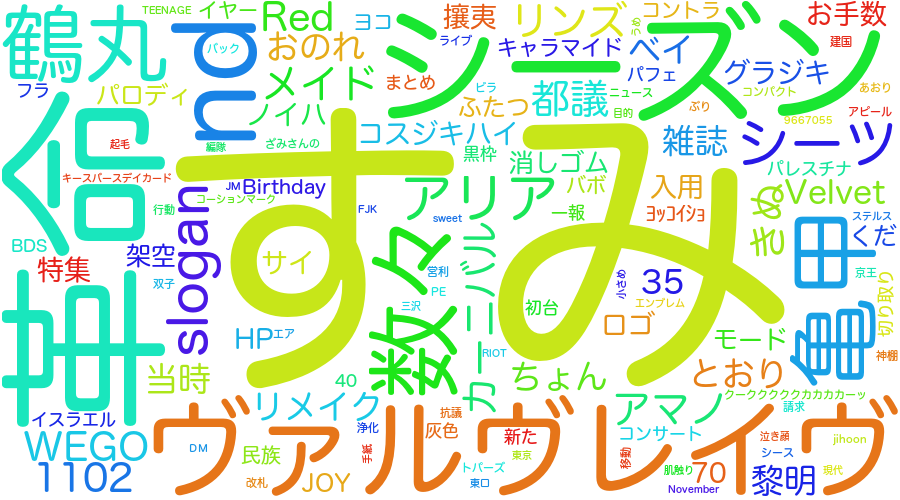 TEENAGE イヤー Red ヨコ 攘夷 リンズ コントラ うめ お手数
鶴丸 nd バック おのれ ライブ シーズン キャラマイド ベイ 建国
フラ パロディ メイド まとめ ビラ ふたつ 都議 ニュース パフェ グラジキ コンパクト あおり
ノイハ コスジキハイ 目的 ぶり 9667055 アピール
命 起毛 編隊 ざみさんの 黒枠 消しゴム 雑誌 シーツ
キースバースデイカード JM Birthday アリア バボ 入用 パレスチナ Velvet
コーションマーク slogan すみ FJK sweet 一報 ヨッコイショ きぬ ステルス
行動 BDS 架空 サイ 数々 カーニバル 申 くだ
特集 双子 営利 PE 小さめ 35 京王
革 HP エア 三沢 初台 エンブレム ロゴ 亀 切り取り
RIOT モード 神棚
当時 40 ちょん とおり
イスラエル ヴァルヴレイヴ リメイク 抗議 アマノ クークククククカカカカーッ 請求
WEGO DM 民族 浄化 灰色 新た コンサート 泣き顔 jihoon
1102 改札 JOY 手紙 トパーズ 東口 東京 移動 肌触り 70 November シース 黎明 現代